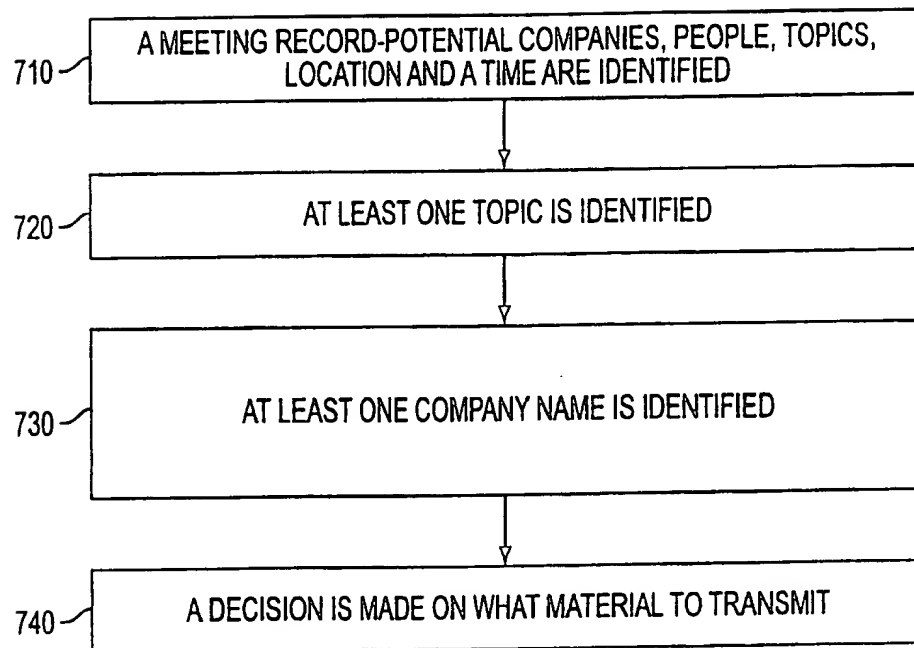 710
A MEETING RECORD-POTENTIAL COMPANIES, PEOPLE, TOPICS,
LOCATION AND A TIME ARE IDENTIFIED
720
AT LEAST ONE TOPIC IS IDENTIFIED
730
AT LEAST ONE COMPANY NAME IS IDENTIFIED
740
A DECISION IS MADE ON WHAT MATERIAL TO TRANSMIT